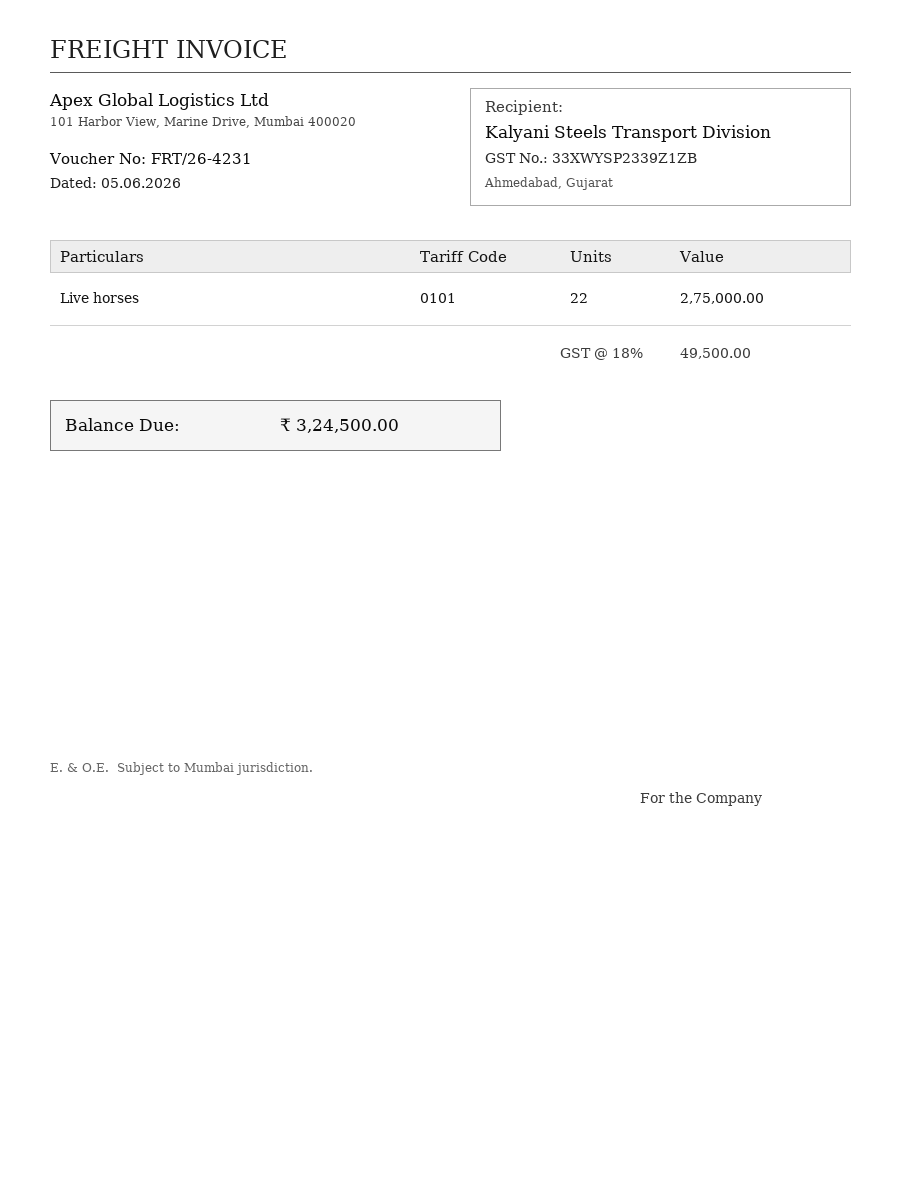 FREIGHT INVOICE
Apex Global Logistics Ltd
101 Harbor View, Marine Drive, Mumbai 400020
Voucher No: FRT/26-4231
Dated: 05.06.2026
Recipient:
Kalyani Steels Transport Division
GST No.: 33XWYSP2339Z1ZB
Ahmedabad, Gujarat
Particulars Tariff Code Units Value
Live horses 0101 22 2,75,000.00
GST @ 18% 49,500.00
Balance Due: ₹ 3,24,500.00
E. & O.E. Subject to Mumbai jurisdiction.
For the Company